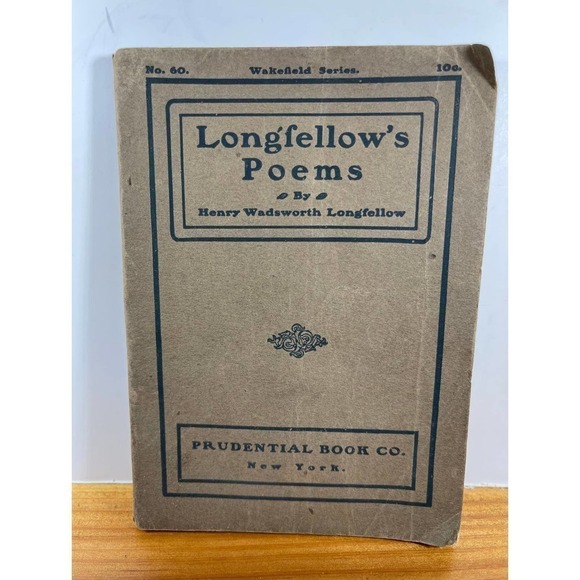 No. 60. Wakefield Series. 10c.
Longfellow's
Poems
By
Henry Wadsworth Longfellow
PRUDENTIAL BOOK CO.
New York.